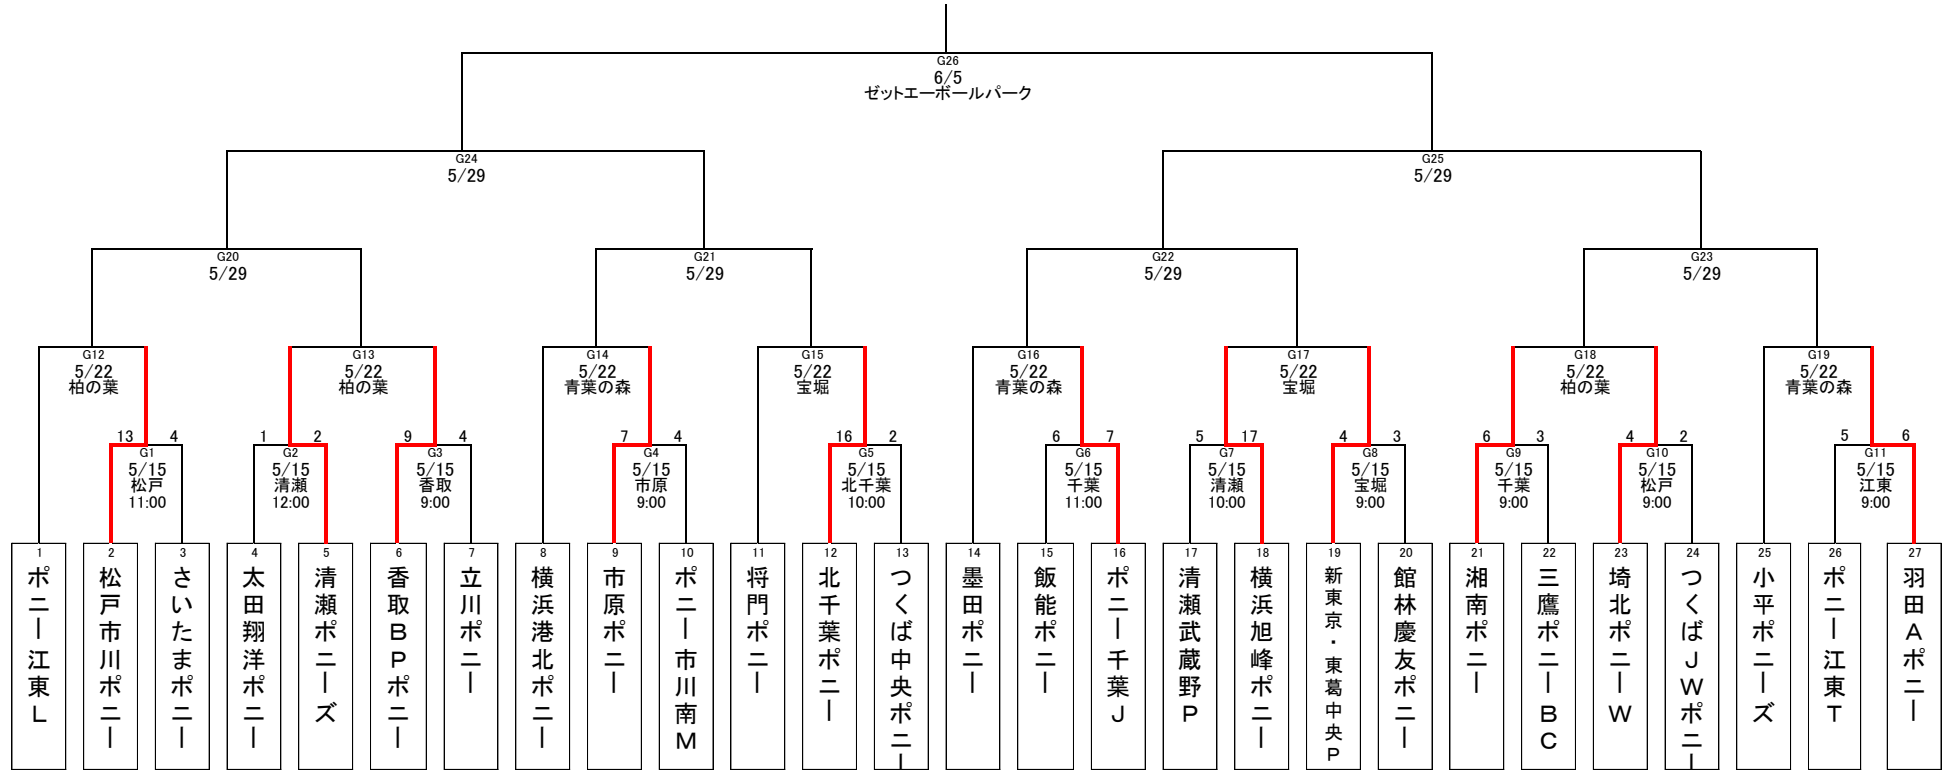 G26
6/5
ゼットエーボールパーク
G24
5/29
G25
5/29
G20
5/29
G21
5/29
G22
5/29
G23
5/29
G12
5/22
柏の葉
G13
5/22
柏の葉
G14
5/22
青葉の森
G15
5/22
宝堀
G16
5/22
青葉の森
G17
5/22
宝堀
G18
5/22
柏の葉
G19
5/22
青葉の森
13 4
G1
5/15
松戸
11:00
1 2
G2
5/15
清瀬
12:00
9 4
G3
5/15
香取
9:00
7 4
G4
5/15
市原
9:00
16 2
G5
5/15
北千葉
10:00
6 7
G6
5/15
千葉
11:00
5 17
G7
5/15
清瀬
10:00
4 3
G8
5/15
宝堀
9:00
6 3
G9
5/15
千葉
9:00
4 2
G10
5/15
松戸
9:00
5 6
G11
5/15
江東
9:00
1
ポニー江東L
2
松戸市川ポニー
3
さいたまポニー
4
太田翔洋ポニー
5
清瀬ポニーズ
6
香取BPポニー
7
立川ポニー
8
横浜港北ポニー
9
市原ポニー
10
ポニー市川南M
11
将門ポニー
12
北千葉ポニー
13
つくば中央ポニー
14
墨田ポニー
15
飯能ポニー
16
ポニー千葉J
17
清瀬武蔵野P
18
横浜旭峰ポニー
19
新東京・東葛中央P
20
館林慶友ポニー
21
湘南ポニー
22
三鷹ポニーBC
23
埼北ポニーW
24
つくばJWポニー
25
小平ポニーズ
26
ポニー江東T
27
羽田Aポニー